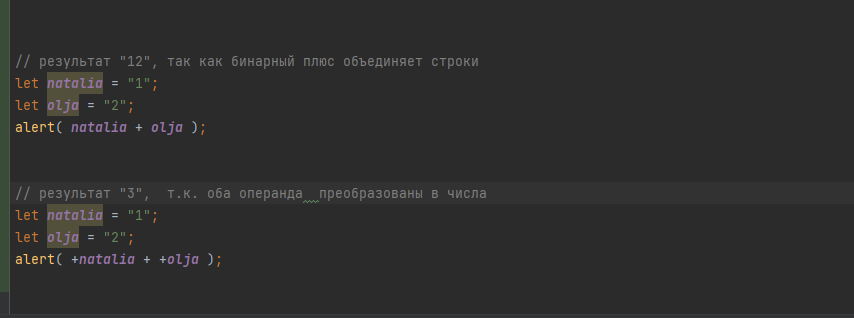 // результат "12", так как бинарный плюс объединяет строки
let natalia = "1";
let olja = "2";
alert( natalia + olja );
// результат "3",  т.к. оба операнда  преобразованы в числа
let natalia = "1";
let olja = "2";
alert( +natalia + +olja );